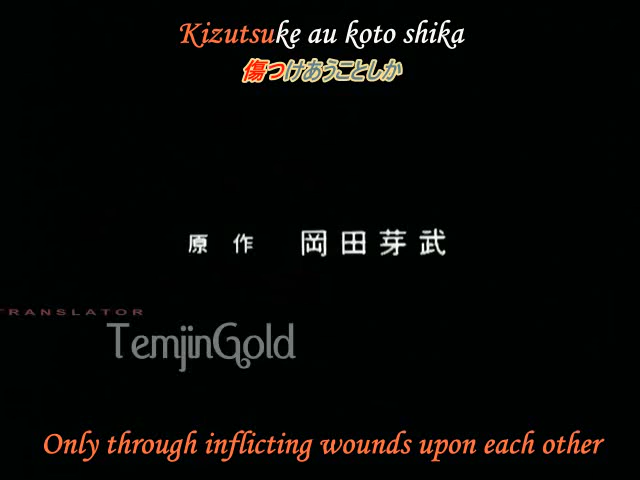 Kizutsuke au koto shika
傷つけあうことしか
原作 岡田芽武
TRANSLATOR
TemjinGold
Only through inflicting wounds upon each other